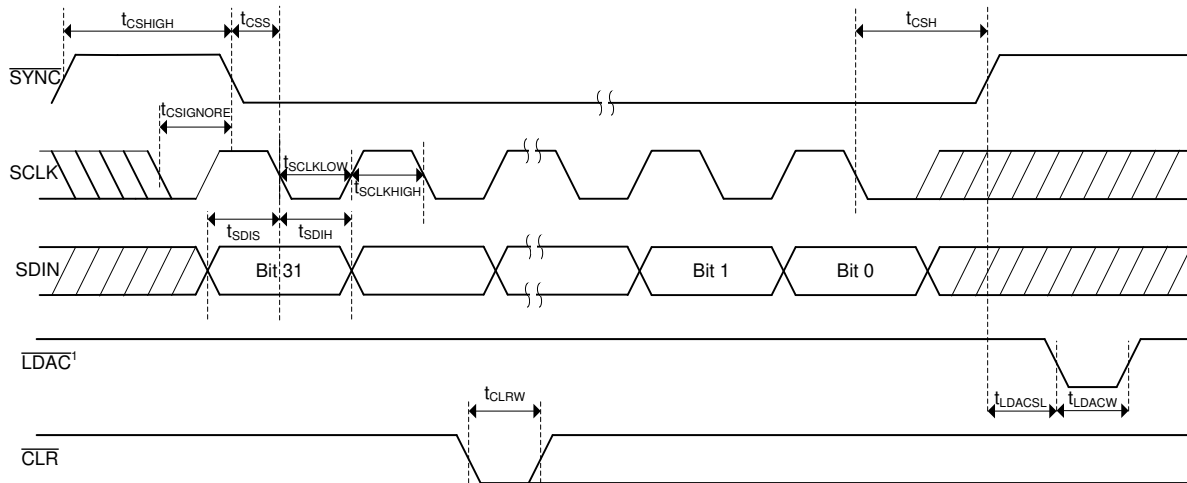 tCSHIGH tCSS tCSH
SYNC
tCSIGNORE
SCLK tSCLKLOW
tSCLKHIGH
tSDIS tSDIH
SDIN Bit 31 Bit 1 Bit 0
LDAC¹
tCLRW tLDACSL tLDACW
CLR